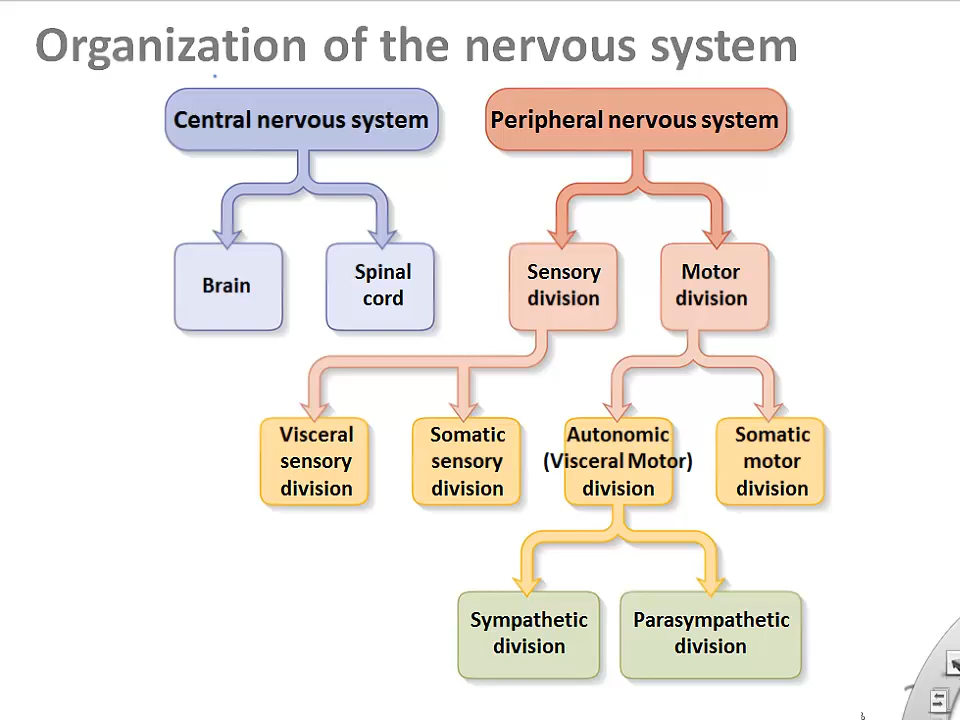 Organization of the nervous system
Central nervous system
Peripheral nervous system
Brain
Spinal
cord
Sensory
division
Motor
division
Visceral
sensory
division
Somatic
sensory
division
Autonomic
(Visceral Motor)
division
Somatic
motor
division
Sympathetic
division
Parasympathetic
division